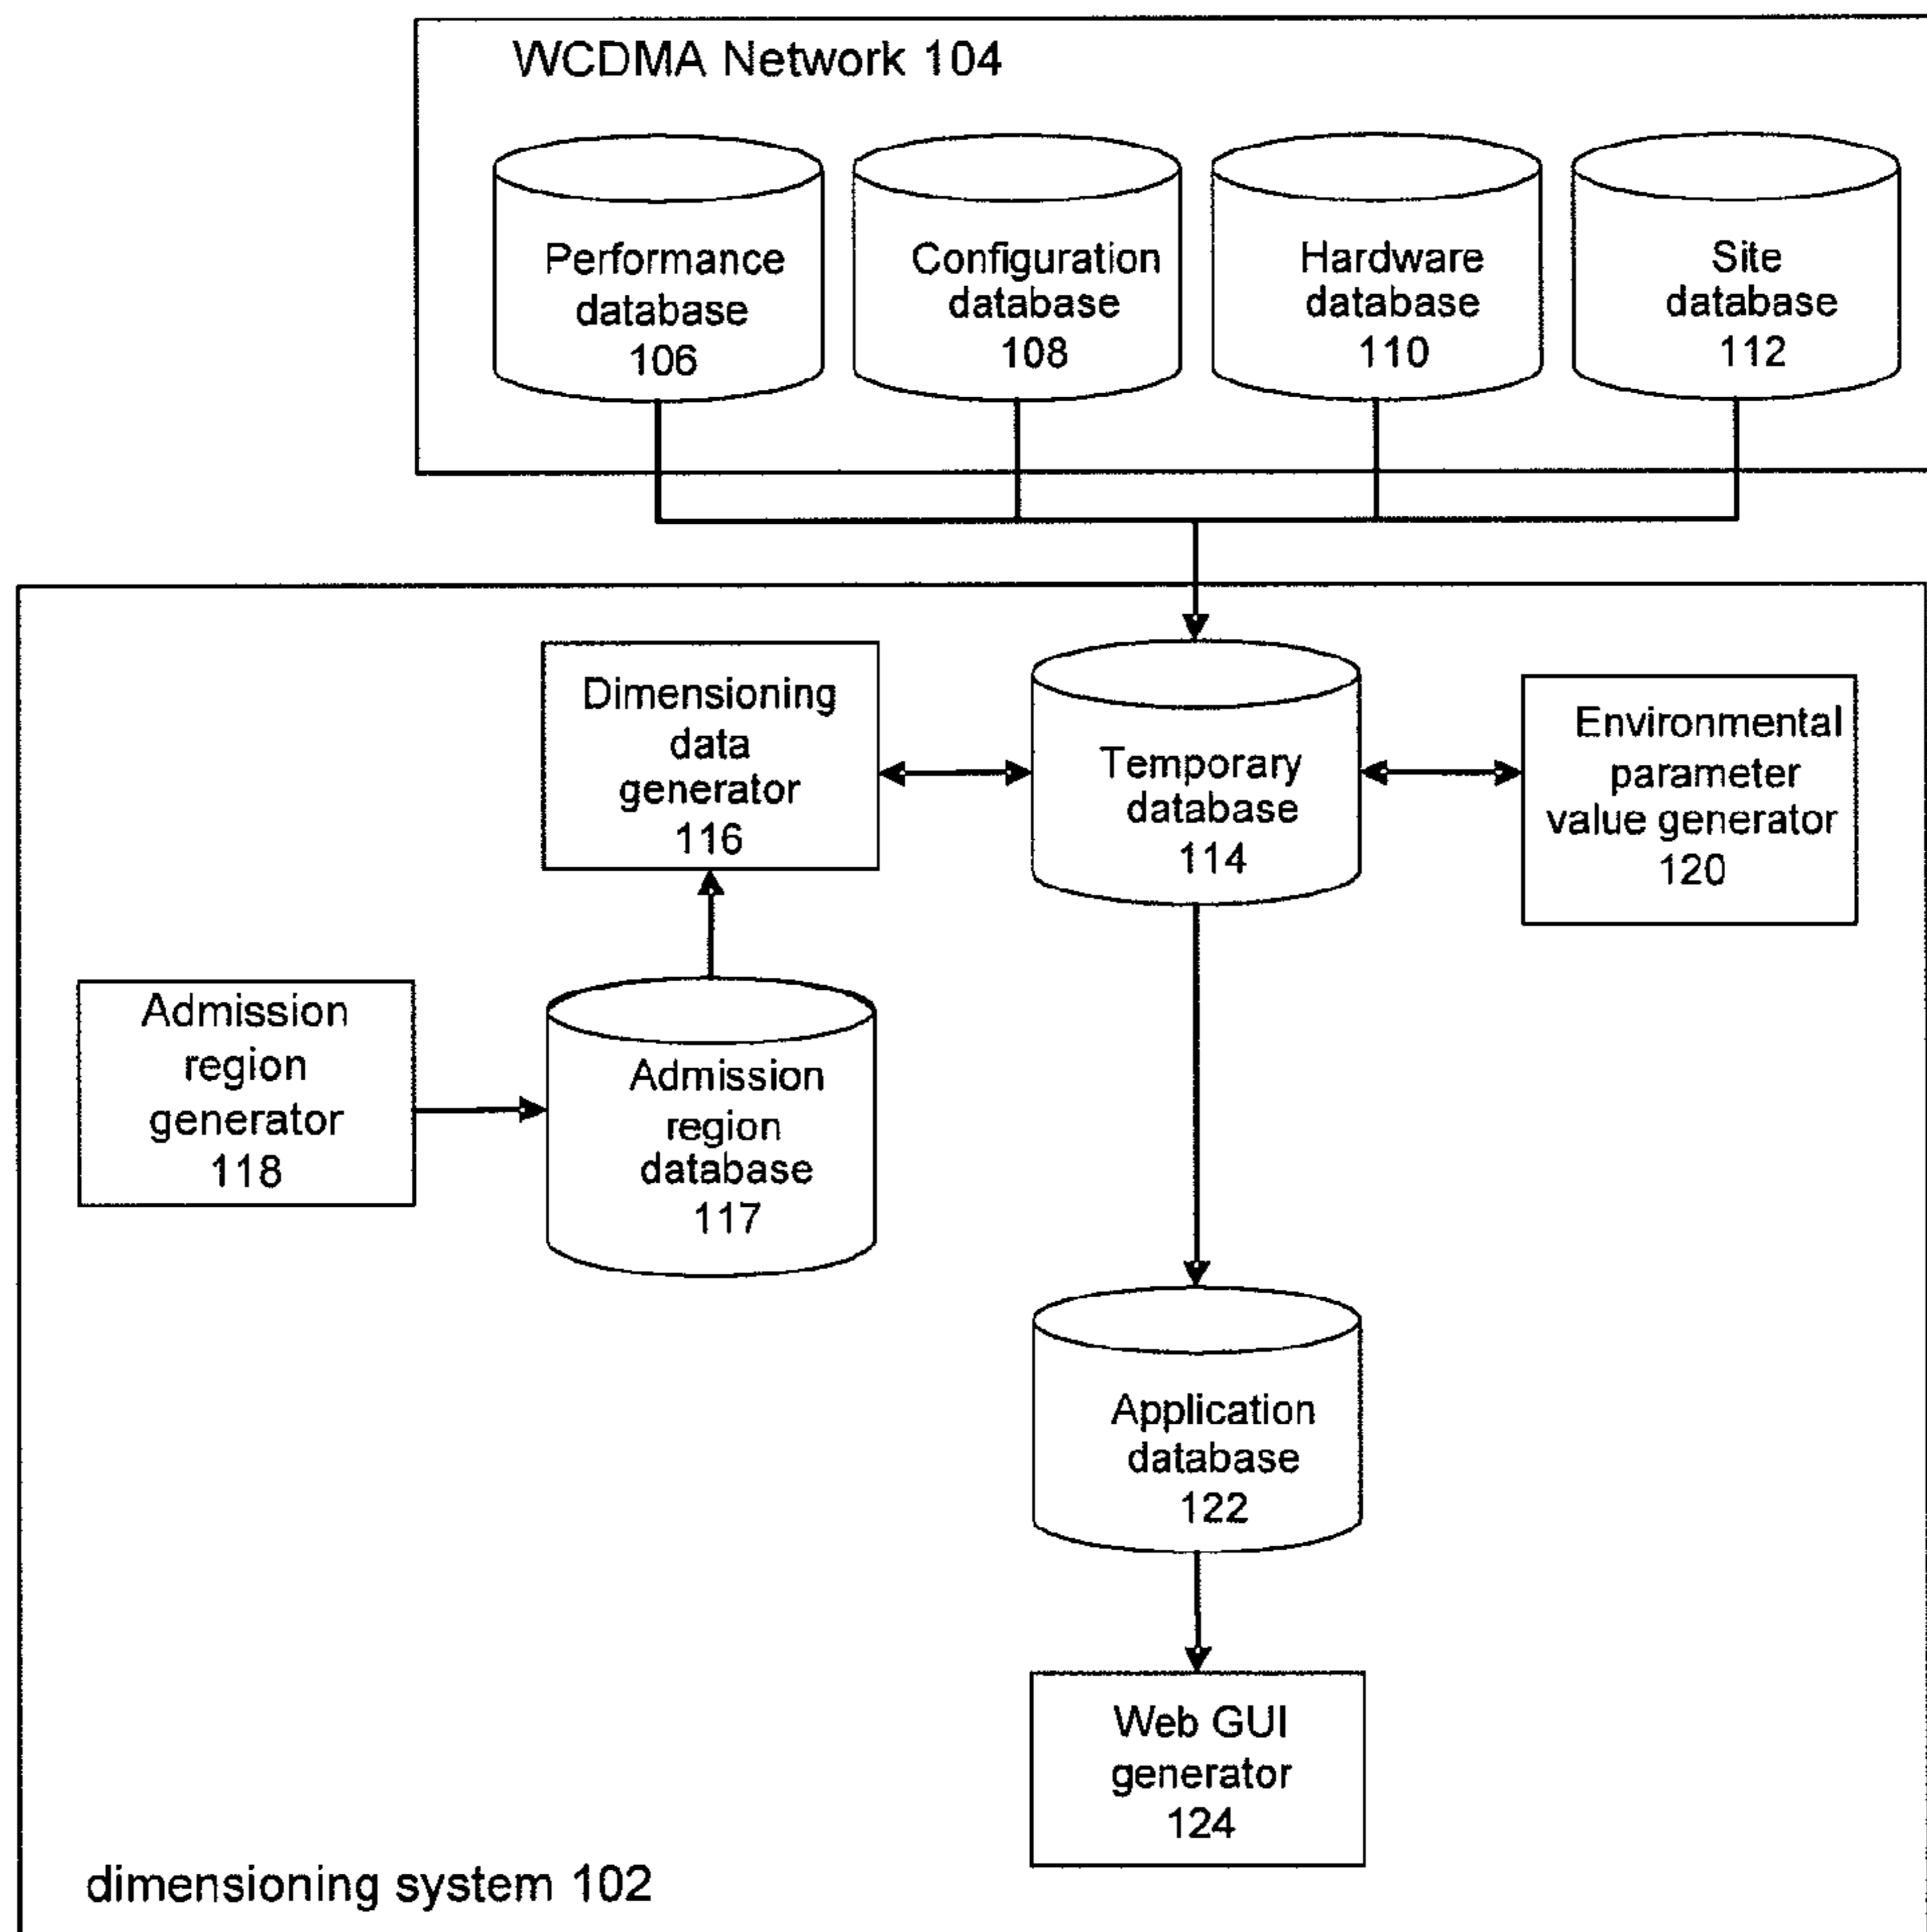 WCDMA Network 104
Performance
database
106
Configuration
database
108
Hardware
database
110
Site
database
112
Dimensioning
data
generator
116
Temporary
database
114
Environmental
parameter
value generator
120
Admission
region
generator
118
Admission
region
database
117
Application
database
122
Web GUI
generator
124
dimensioning system 102